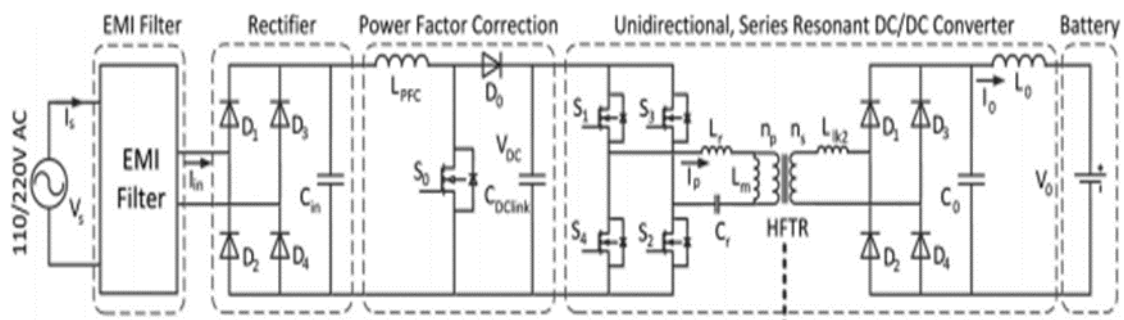 EMI Filter
Rectifier
Power Factor Correction
Unidirectional, Series Resonant DC/DC Converter
Battery
110/220V AC
Is
Vs
EMI
Filter
Iin
D1
D3
D2
D4
Cin
LPFC
D0
S0
VDC
CDClink
S1
S3
S4
S2
Lr
Ip
Lm
Cr
np
ns
Llk2
HFTR
D1
D3
D2
D4
C0
I0
L0
V0
+
-